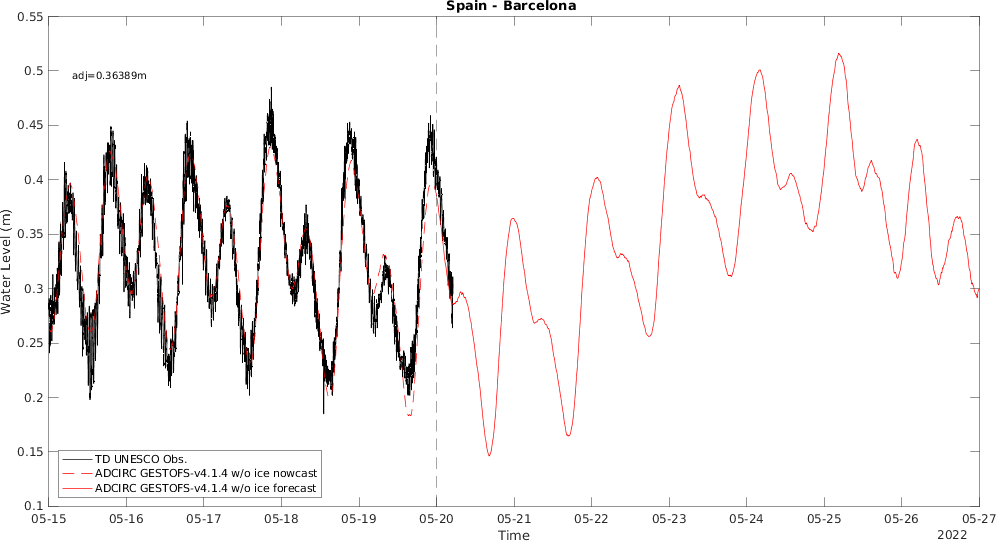 Spain - Barcelona
0.55
0.5
0.45
0.4
0.35
0.3
0.25
0.2
0.15
0.1
Water Level (m)
adj=0.36389m
TD UNESCO Obs.
ADCIRC GESTOFS-v4.1.4 w/o ice nowcast
ADCIRC GESTOFS-v4.1.4 w/o ice forecast
05-15 05-16 05-17 05-18 05-19 05-20 05-21 05-22 05-23 05-24 05-25 05-26 05-27
Time
2022